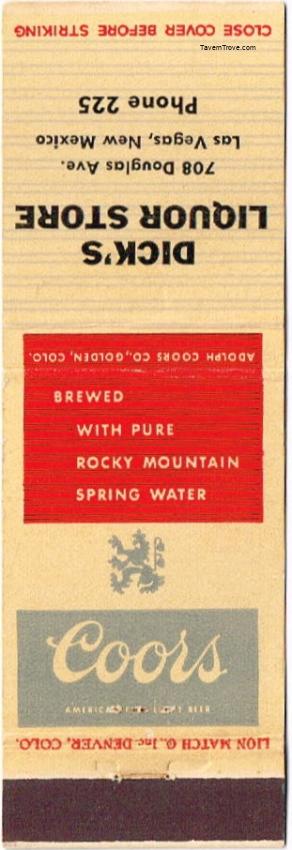 CLOSE COVER BEFORE STRIKING
TavernTrove.com
DICK'S
LIQUOR STORE
708 Douglas Ave.
Las Vegas, New Mexico
Phone 225
ADOLPH COORS CO., GOLDEN, COLO.
BREWED
WITH PURE
ROCKY MOUNTAIN
SPRING WATER
Coors
BEER
LION MATCH Co., Inc. DENVER, COLO.